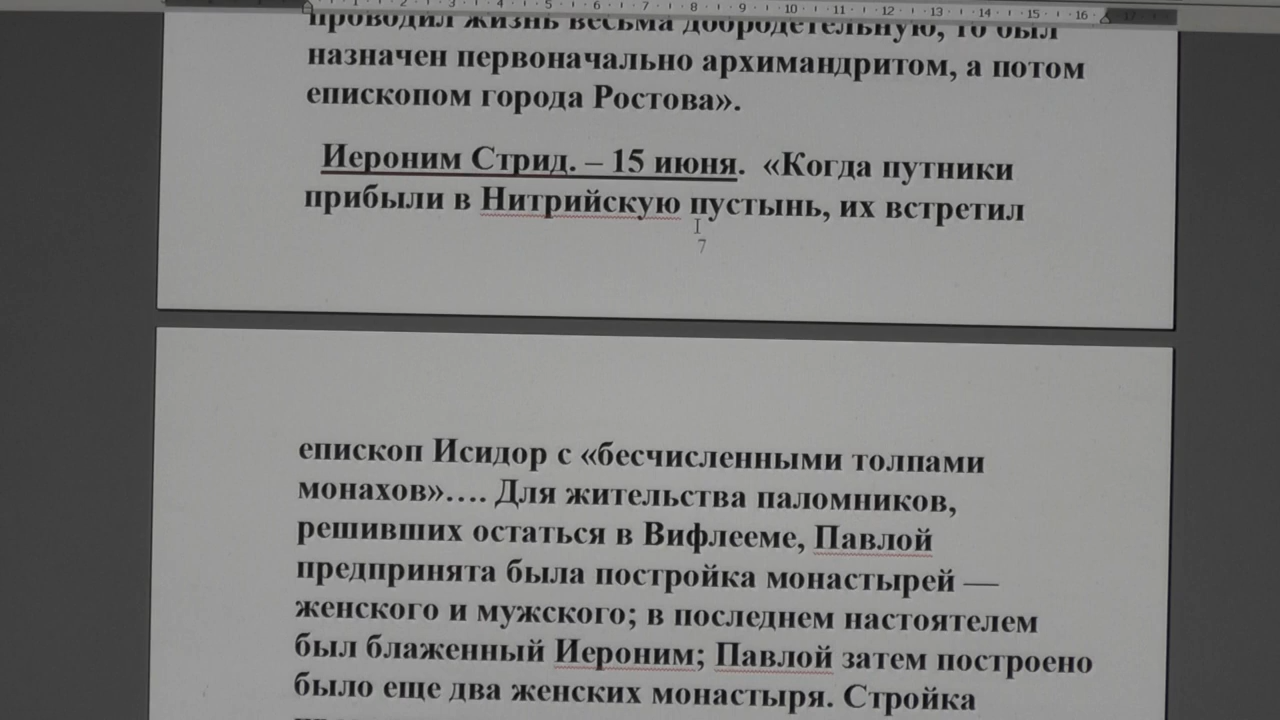 проводил жизнь весьма добродетельную, то был
назначен первоначально архимандритом, а потом
епископом города Ростова».
Иероним Стрид. – 15 июня. «Когда путники
прибыли в Нитрийскую пустынь, их встретил
7
епископ Исидор с «бесчисленными толпами
монахов»…. Для жительства паломников,
решивших остаться в Вифлееме, Павлой
предпринята была постройка монастырей —
женского и мужского; в последнем настоятелем
был блаженный Иероним; Павлой затем построено
было еще два женских монастыря. Стройка